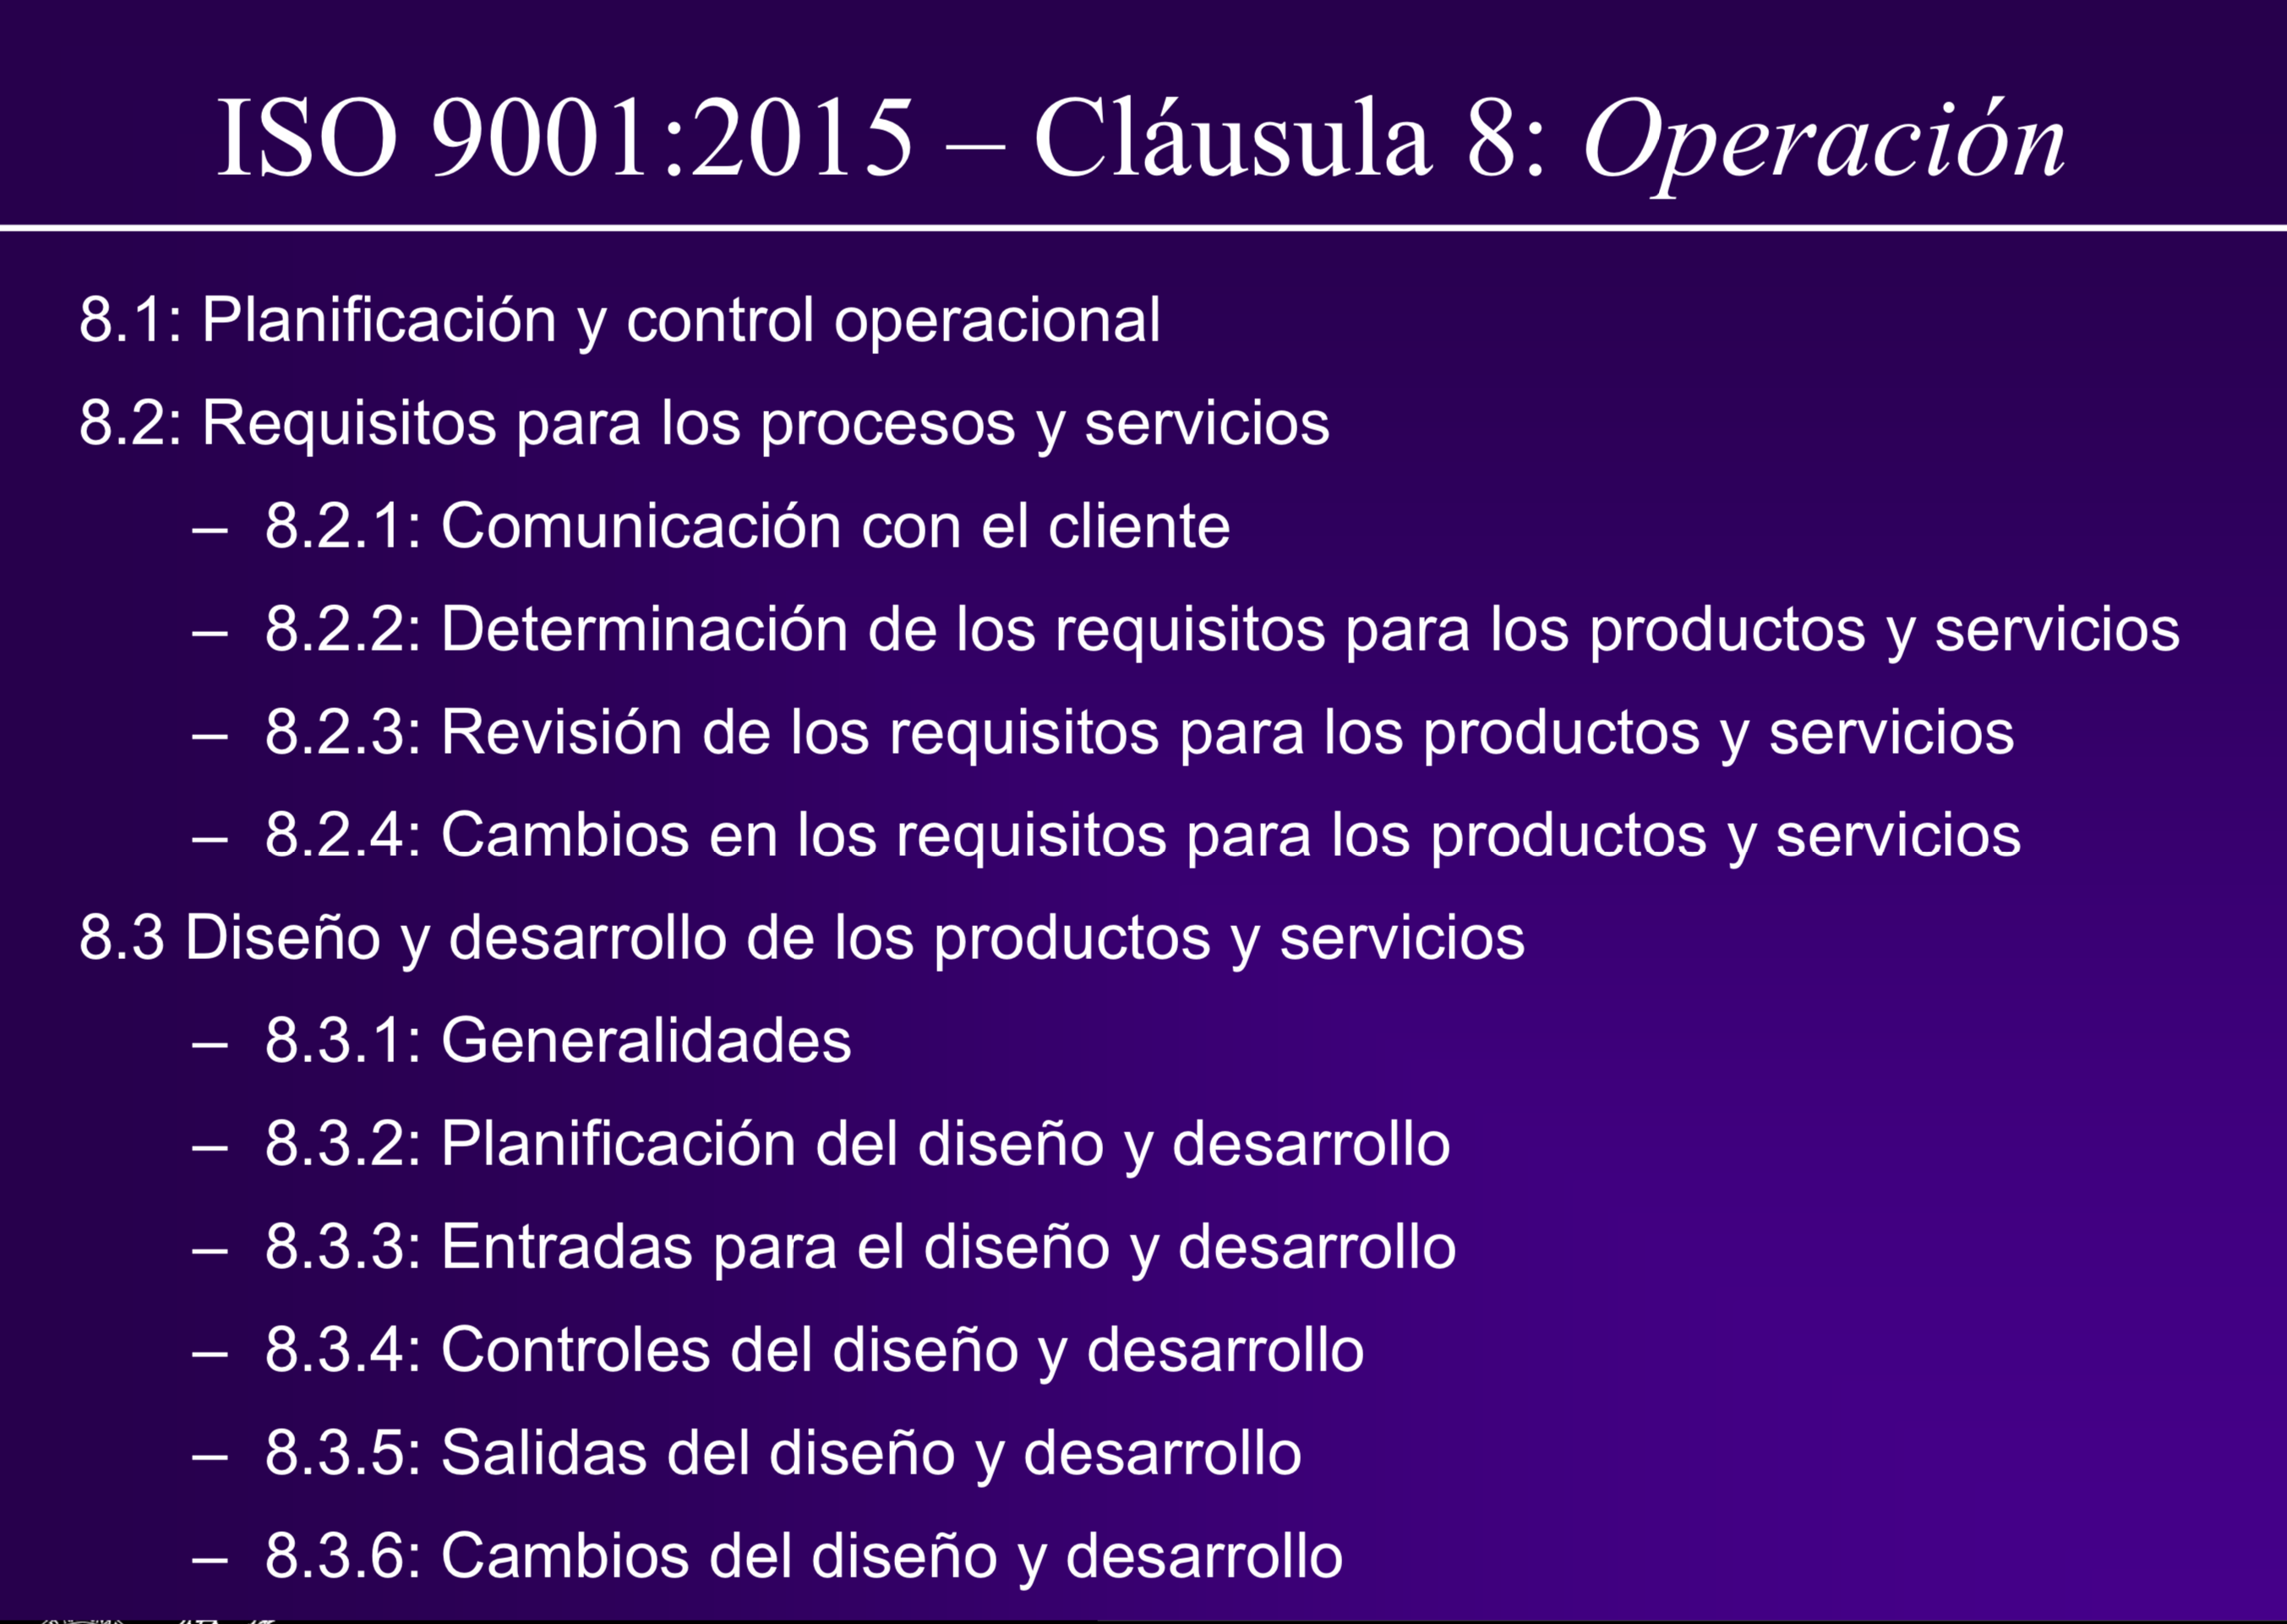 ISO 9001:2015 – Cláusula 8: Operación
8.1: Planificación y control operacional
8.2: Requisitos para los procesos y servicios
– 8.2.1: Comunicación con el cliente
– 8.2.2: Determinación de los requisitos para los productos y servicios
– 8.2.3: Revisión de los requisitos para los productos y servicios
– 8.2.4: Cambios en los requisitos para los productos y servicios
8.3 Diseño y desarrollo de los productos y servicios
– 8.3.1: Generalidades
– 8.3.2: Planificación del diseño y desarrollo
– 8.3.3: Entradas para el diseño y desarrollo
– 8.3.4: Controles del diseño y desarrollo
– 8.3.5: Salidas del diseño y desarrollo
– 8.3.6: Cambios del diseño y desarrollo